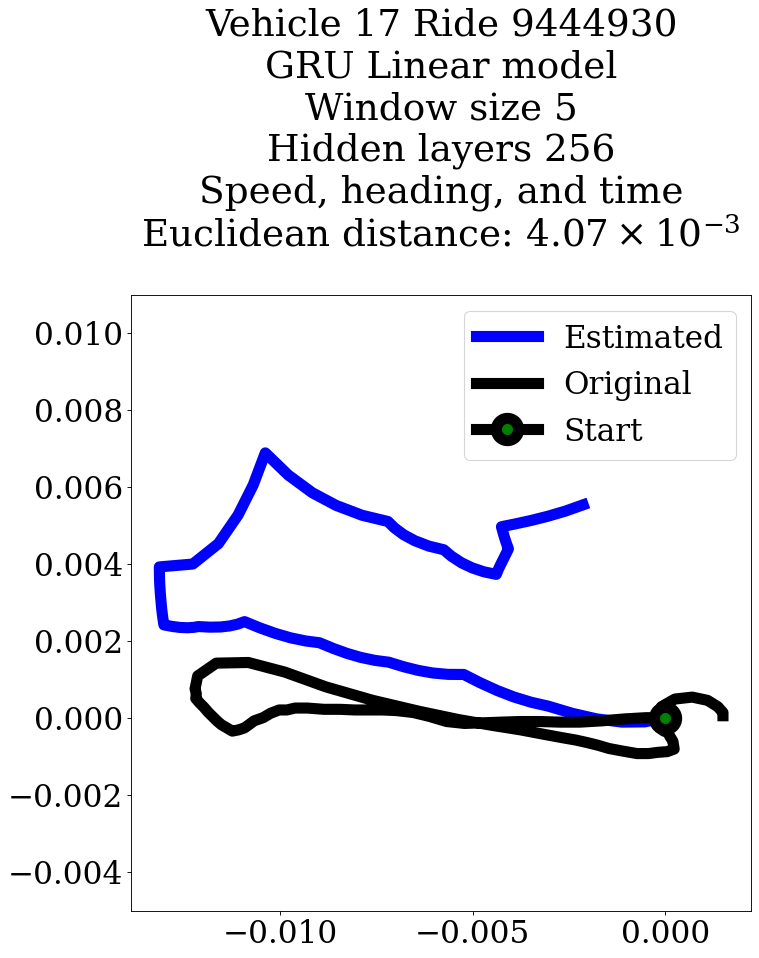 Vehicle 17 Ride 9444930
GRU Linear model
Window size 5
Hidden layers 256
Speed, heading, and time
Euclidean distance: 4.07 × 10⁻³
Estimated
Original
Start
0.010
0.008
0.006
0.004
0.002
0.000
−0.002
−0.004
−0.010 −0.005 0.000